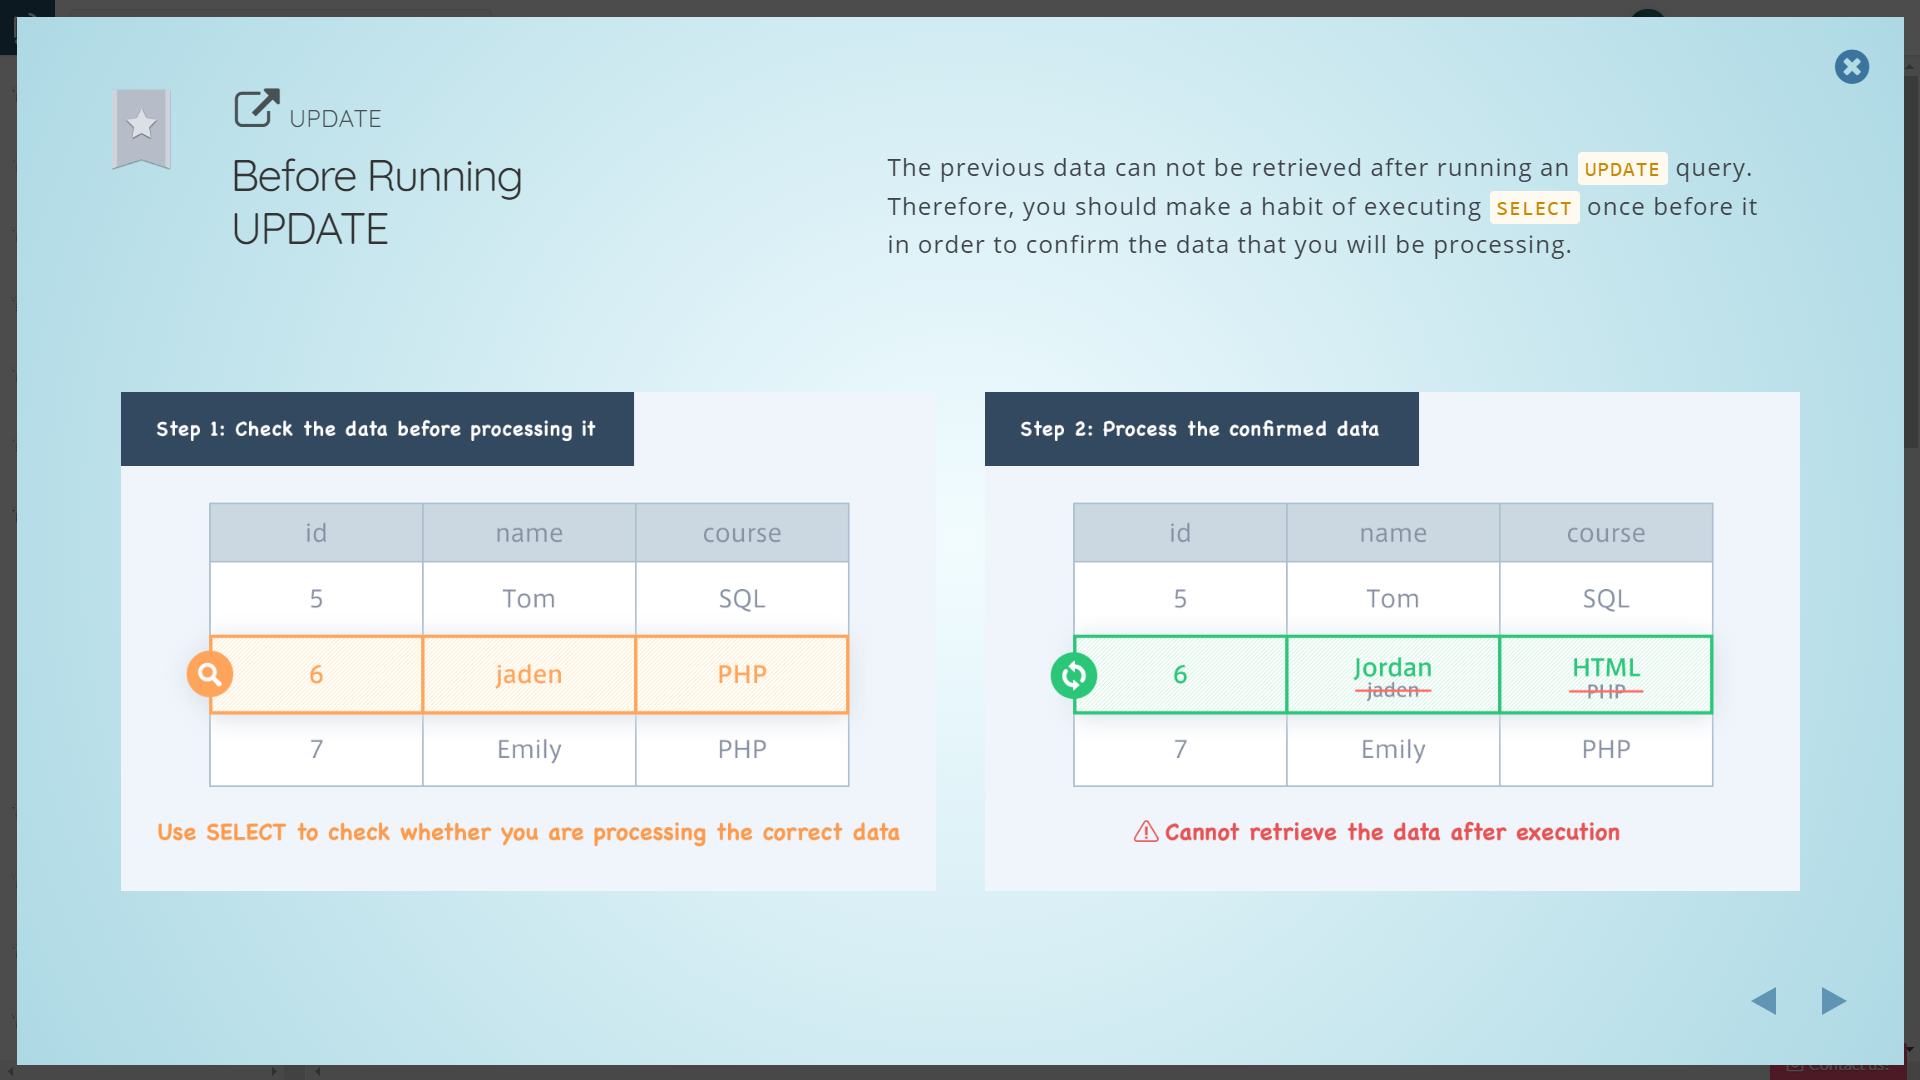 UPDATE
Before Running
UPDATE
The previous data can not be retrieved after running an UPDATE query.
Therefore, you should make a habit of executing SELECT once before it
in order to confirm the data that you will be processing.
Step 1: Check the data before processing it
id name course
5 Tom SQL
6 jaden PHP
7 Emily PHP
Use SELECT to check whether you are processing the correct data
Step 2: Process the confirmed data
id name course
5 Tom SQL
6 Jordan HTML
jaden PHP
7 Emily PHP
Cannot retrieve the data after execution
Contact us!